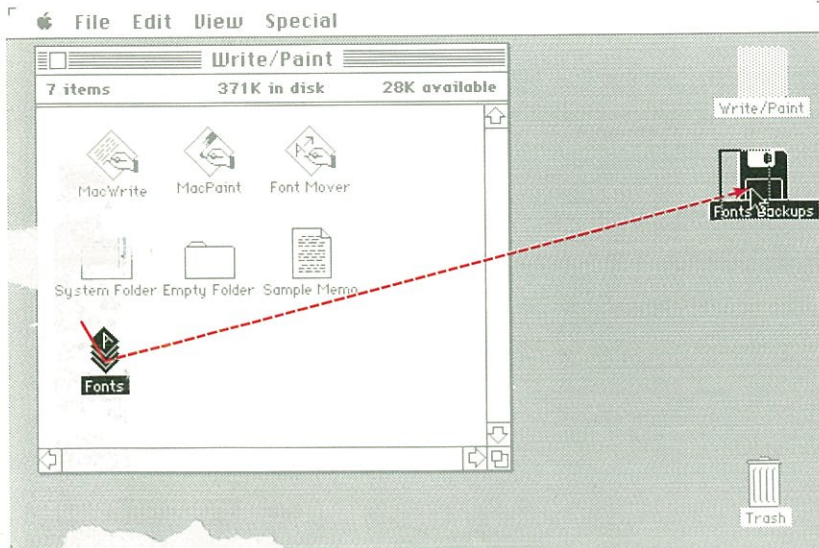 File Edit View Special
Write/Paint
7 items 371K in disk 28K available
MacWrite MacPaint Font Mover
System Folder Empty Folder Sample Memo
Fonts
Write/Paint
Fonts Backups
Trash